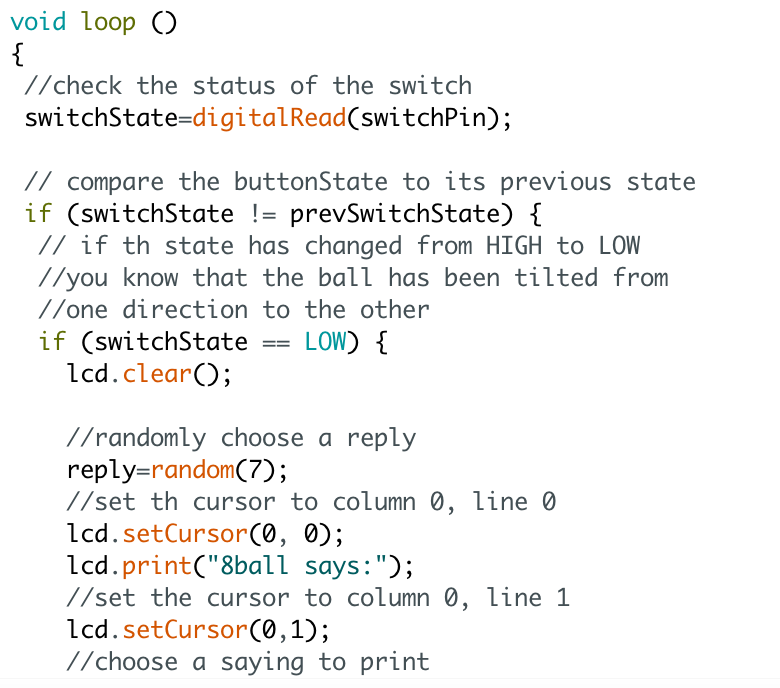 void loop ()
{
//check the status of the switch
switchState=digitalRead(switchPin);
// compare the buttonState to its previous state
if (switchState != prevSwitchState) {
// if th state has changed from HIGH to LOW
//you know that the ball has been tilted from
//one direction to the other
if (switchState == LOW) {
lcd.clear();
//randomly choose a reply
reply=random(7);
//set th cursor to column 0, line 0
lcd.setCursor(0, 0);
lcd.print("8ball says:");
//set the cursor to column 0, line 1
lcd.setCursor(0,1);
//choose a saying to print